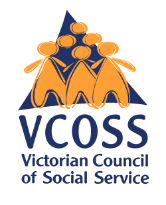 VCOSS
Victorian Council
of Social Service